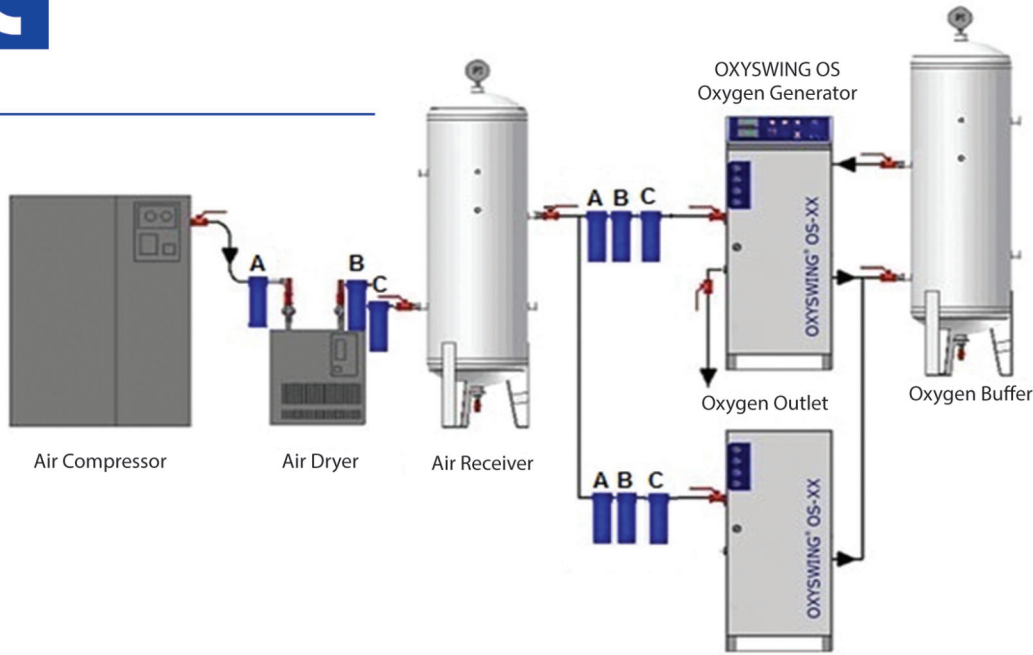 OXYSWING OS
Oxygen Generator
A B C
OXYSWING® OS-XX
A
B
C
Air Compressor
Air Dryer
Air Receiver
Oxygen Outlet
Oxygen Buffer
A B C
OXYSWING® OS-XX